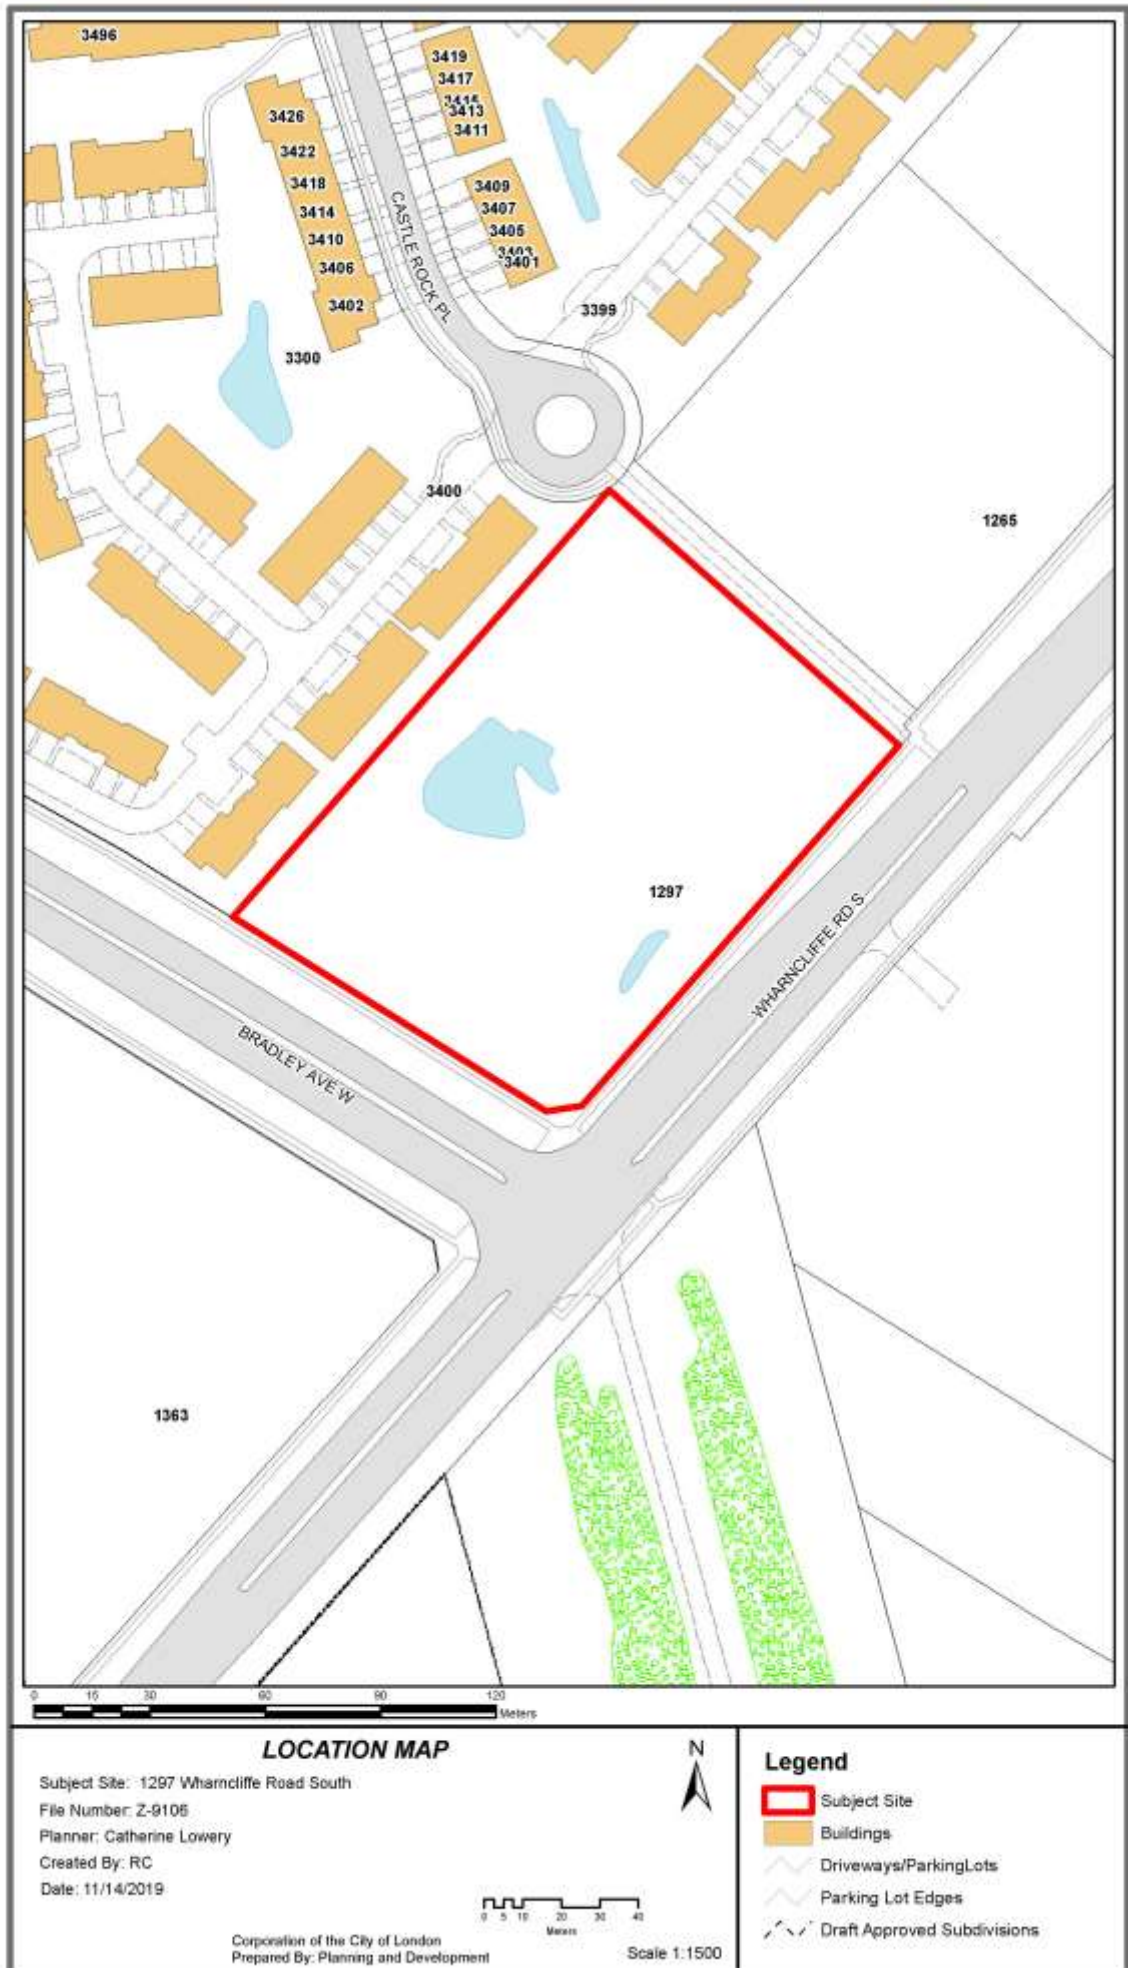 3496
3419
3417
3415
3413
3411
3426
3422
3418
3414
3410
3406
3402
3409
3407
3405
3403
3401
CASTLE ROCK PL
3399
3300
3400
1265
1297
WHARNCLIFFE RD S
BRADLEY AVE W
1363
0 15 30 60 90 120
Meters
LOCATION MAP
Subject Site: 1297 Wharncliffe Road South
File Number: Z-9106
Planner: Catherine Lowery
Created By: RC
Date: 11/14/2019
Corporation of the City of London
Prepared By: Planning and Development
N
0 5 10 20 30 40
Meters
Scale 1:1500
Legend
Subject Site
Buildings
Driveways/ParkingLots
Parking Lot Edges
Draft Approved Subdivisions